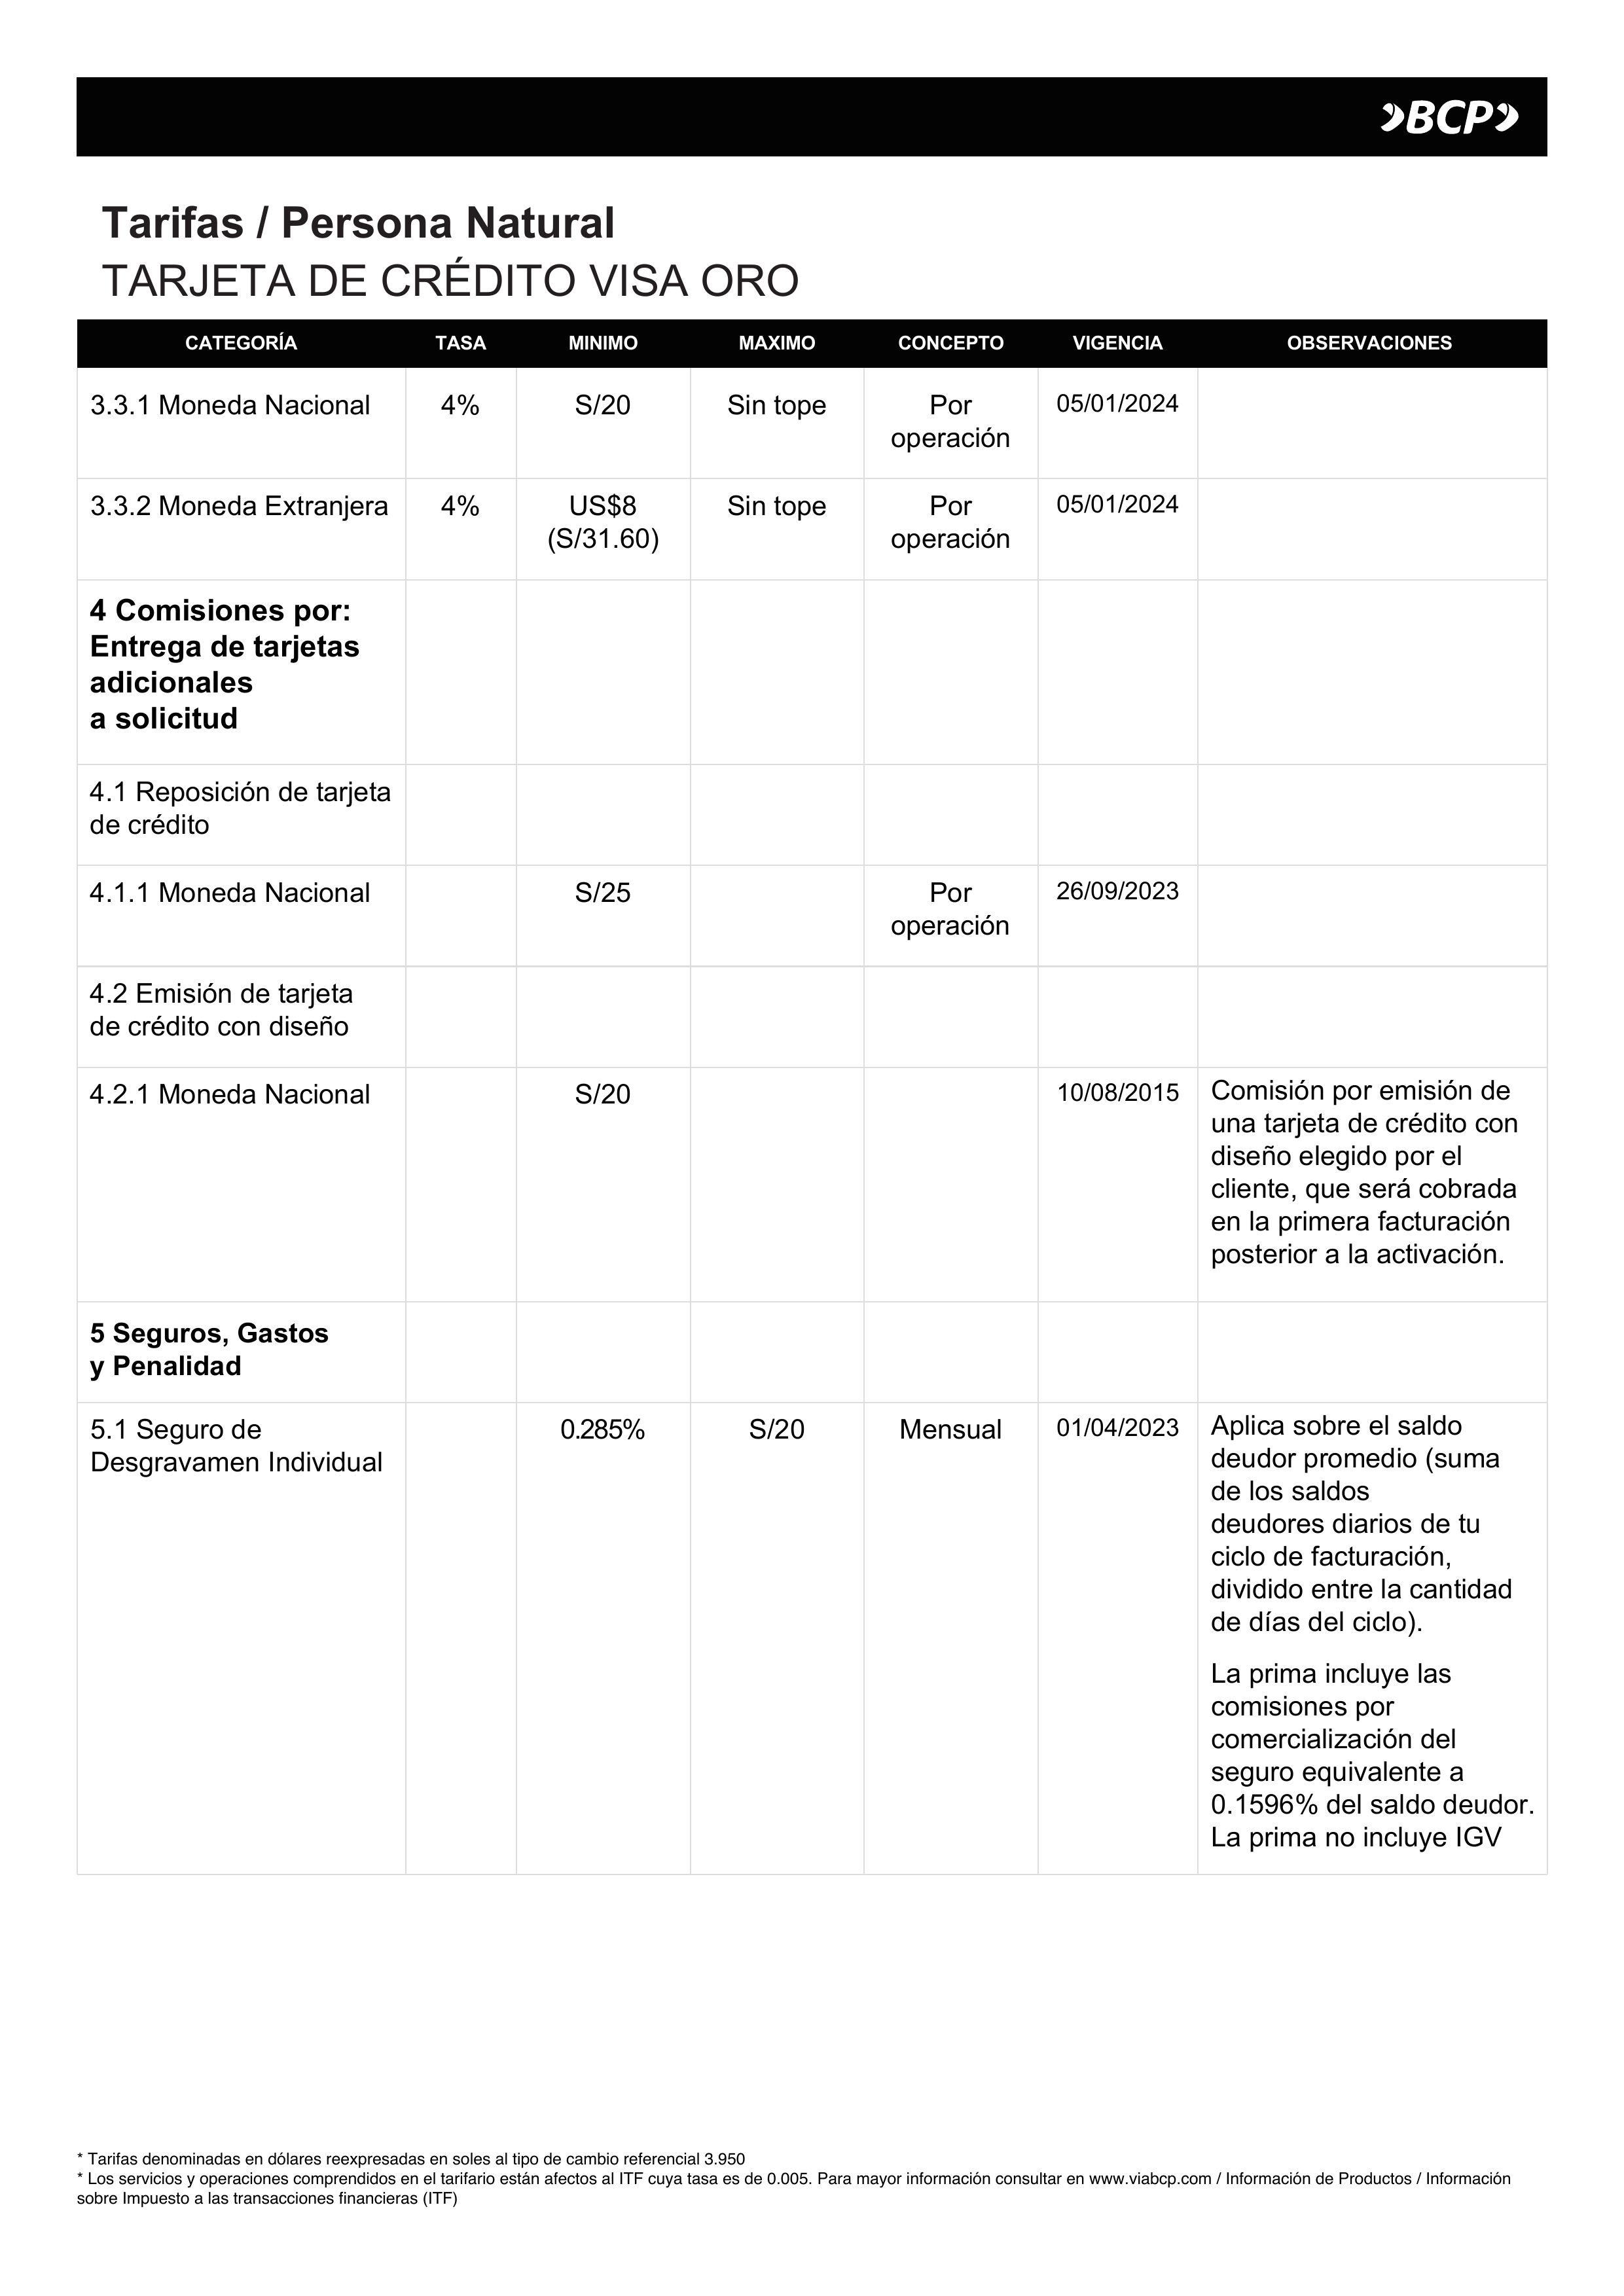 BCP
Tarifas / Persona Natural
TARJETA DE CRÉDITO VISA ORO
CATEGORÍA TASA MINIMO MAXIMO CONCEPTO VIGENCIA OBSERVACIONES
3.3.1 Moneda Nacional 4% S/20 Sin tope Por 05/01/2024
operación
3.3.2 Moneda Extranjera 4% US$8 Sin tope Por 05/01/2024
(S/31.60) operación
4 Comisiones por:
Entrega de tarjetas
adicionales
a solicitud
4.1 Reposición de tarjeta
de crédito
4.1.1 Moneda Nacional S/25 Por 26/09/2023
operación
4.2 Emisión de tarjeta
de crédito con diseño
4.2.1 Moneda Nacional S/20 10/08/2015 Comisión por emisión de
una tarjeta de crédito con
diseño elegido por el
cliente, que será cobrada
en la primera facturación
posterior a la activación.
5 Seguros, Gastos
y Penalidad
5.1 Seguro de 0.285% S/20 Mensual 01/04/2023 Aplica sobre el saldo
Desgravamen Individual deudor promedio (suma
de los saldos
deudores diarios de tu
ciclo de facturación,
dividido entre la cantidad
de días del ciclo).
La prima incluye las
comisiones por
comercialización del
seguro equivalente a
0.1596% del saldo deudor.
La prima no incluye IGV
* Tarifas denominadas en dólares reexpresadas en soles al tipo de cambio referencial 3.950
* Los servicios y operaciones comprendidos en el tarifario están afectos al ITF cuya tasa es de 0.005. Para mayor información consultar en www.viabcp.com / Información de Productos / Información
sobre Impuesto a las transacciones financieras (ITF)